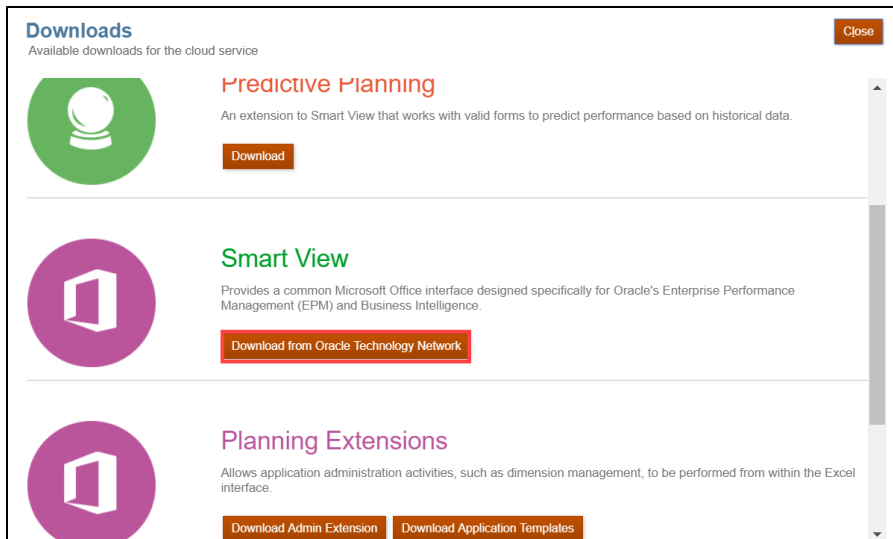 Downloads
Close
Available downloads for the cloud service
Predictive Planning
An extension to Smart View that works with valid forms to predict performance based on historical data.
Download
Smart View
Provides a common Microsoft Office interface designed specifically for Oracle's Enterprise Performance
Management (EPM) and Business Intelligence.
Download from Oracle Technology Network
Planning Extensions
Allows application administration activities, such as dimension management, to be performed from within the Excel
interface.
Download Admin Extension Download Application Templates